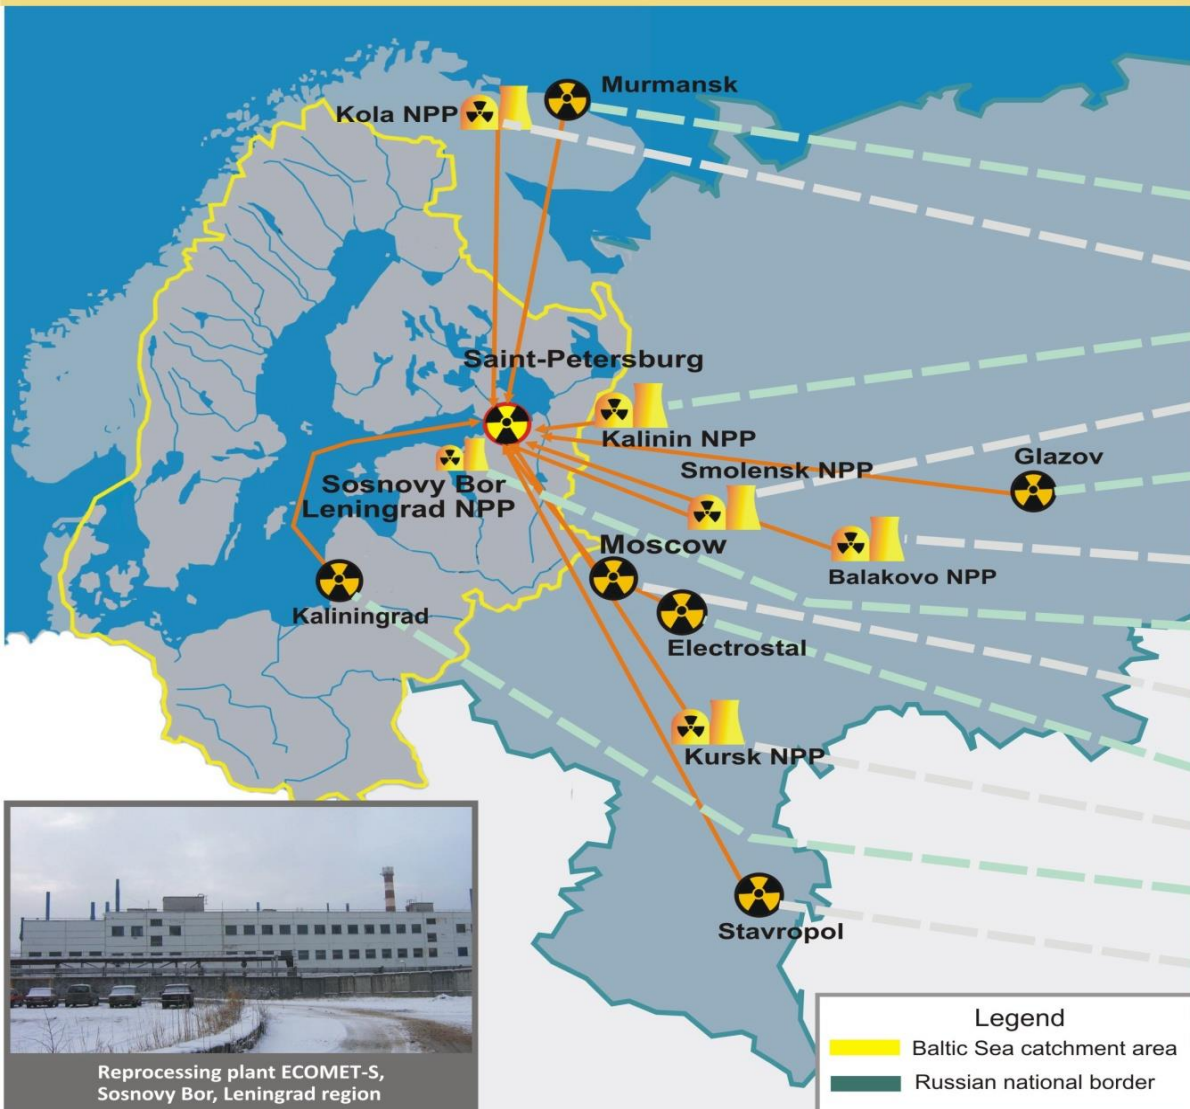 Murmansk
Kola NPP
Saint-Petersburg
Kalinin NPP
Smolensk NPP
Glazov
Sosnovy Bor
Leningrad NPP
Moscow
Balakovo NPP
Kaliningrad
Electrostal
Kursk NPP
Stavropol
Reprocessing plant ECOMET-S,
Sosnovy Bor, Leningrad region
Legend
Baltic Sea catchment area
Russian national border